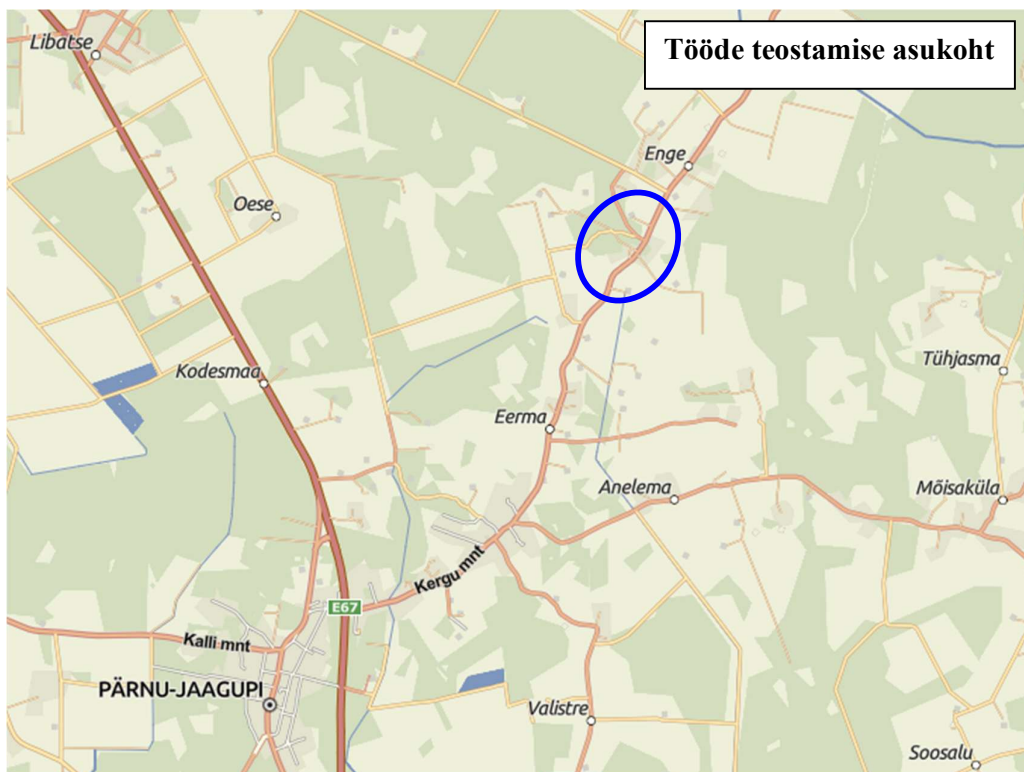 Tööde teostamise asukoht
Libatse
Enge
Oese
Kodesmaa
Tühjasma
Eerma
Anelema
Mõisaküla
Kergu mnt
E67
Kalli mnt
PÄRNU-JAAGUPI
Valistre
Soosalu